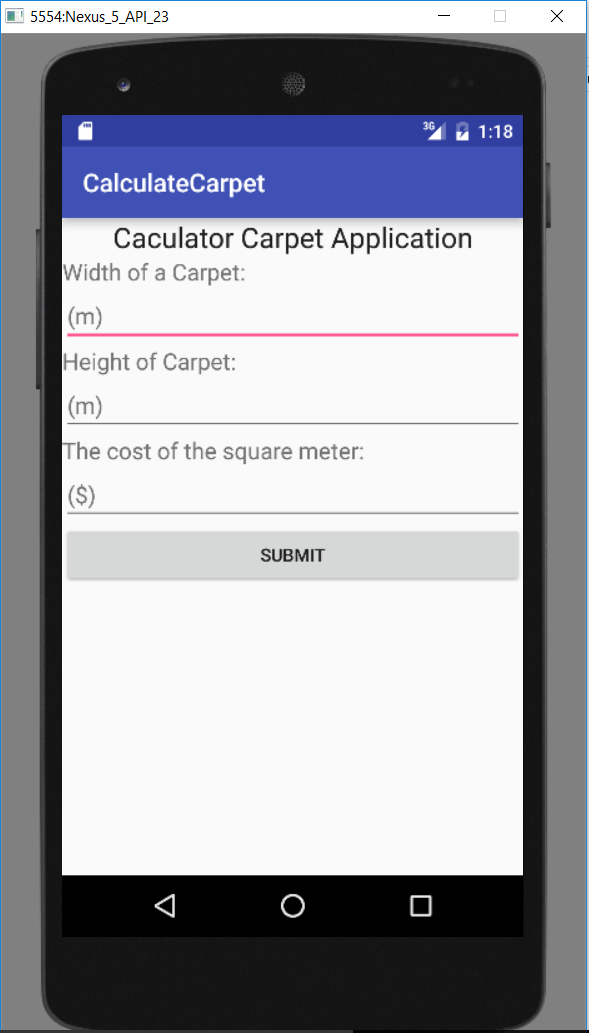 5554:Nexus_5_API_23
3G 1:18
CalculateCarpet
Caculator Carpet Application
Width of a Carpet:
(m)
Height of Carpet:
(m)
The cost of the square meter:
($)
SUBMIT